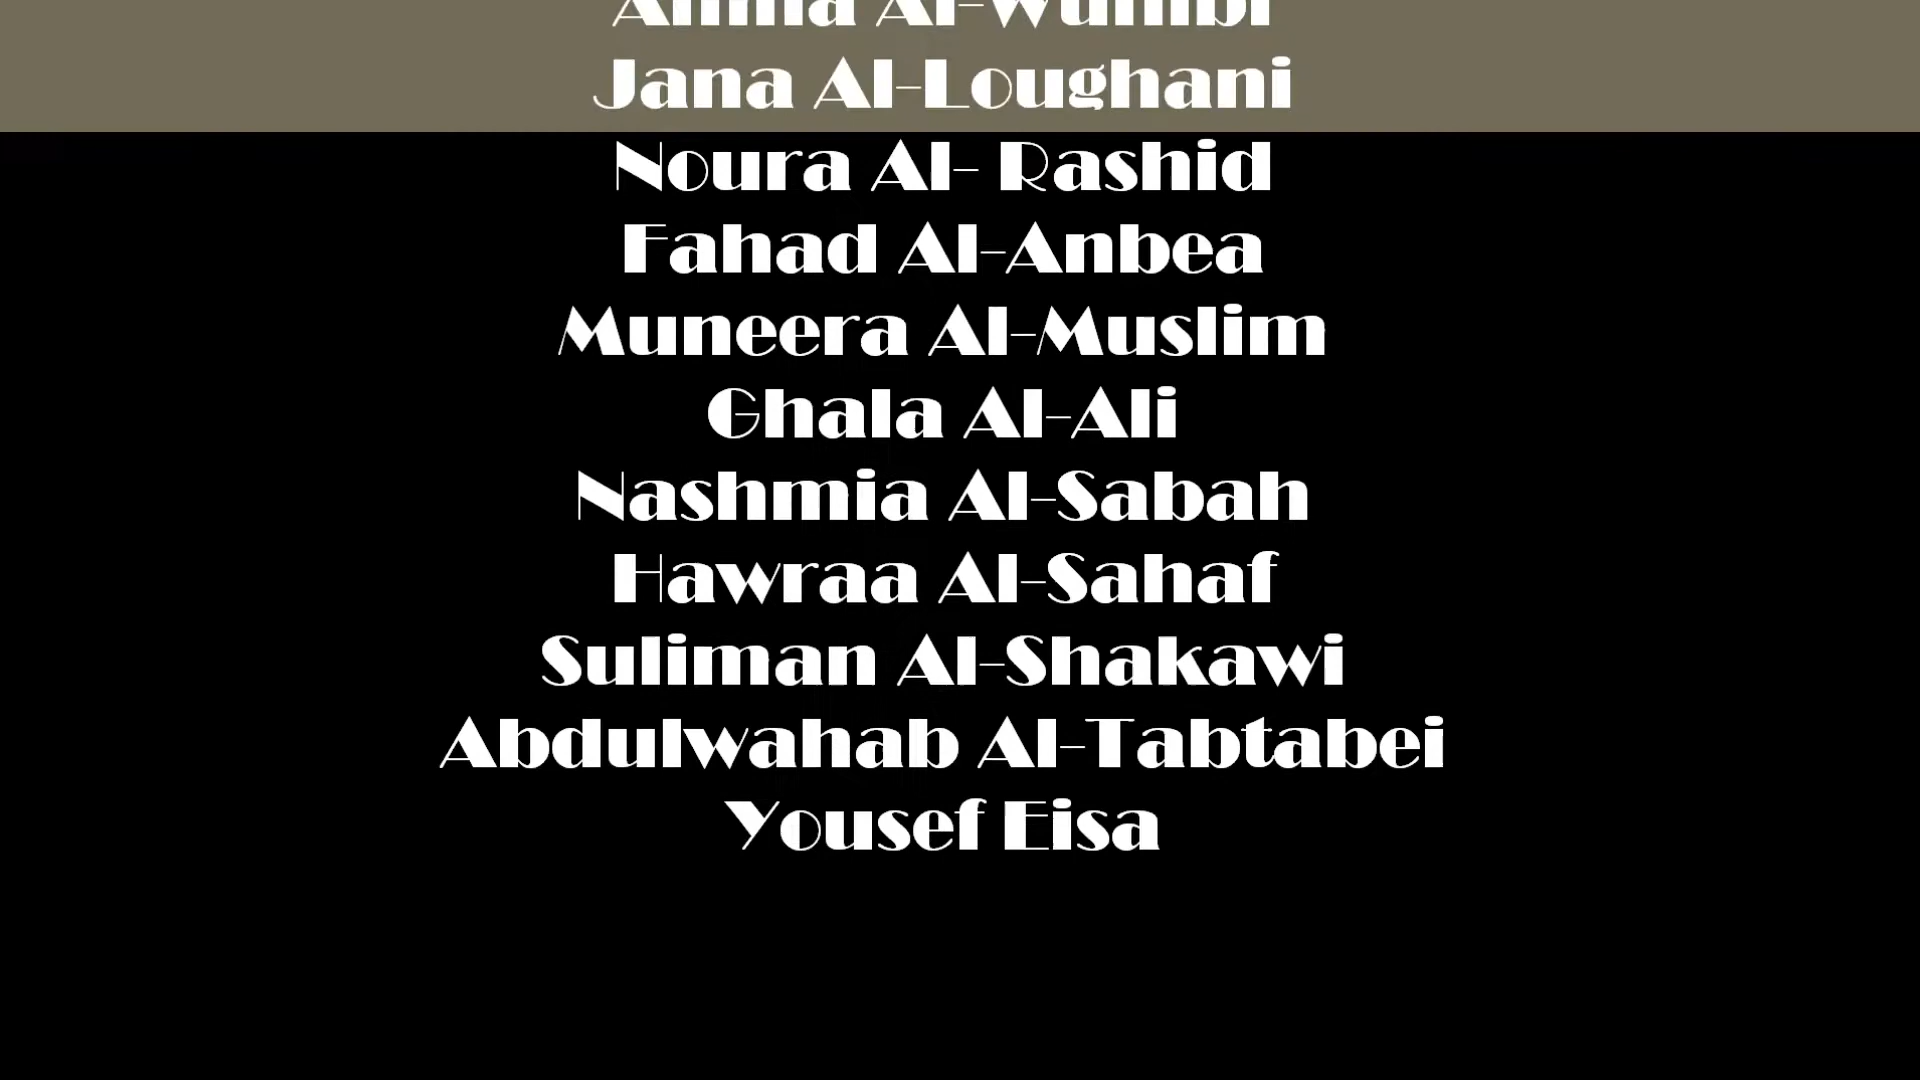 Jana Al-Loughani
Noura Al- Rashid
Fahad Al-Anbea
Muneera Al-Muslim
Ghala Al-Ali
Nashmia Al-Sabah
Hawraa Al-Sahaf
Suliman Al-Shakawi
Abdulwahab Al-Tabtabei
Yousef Eisa